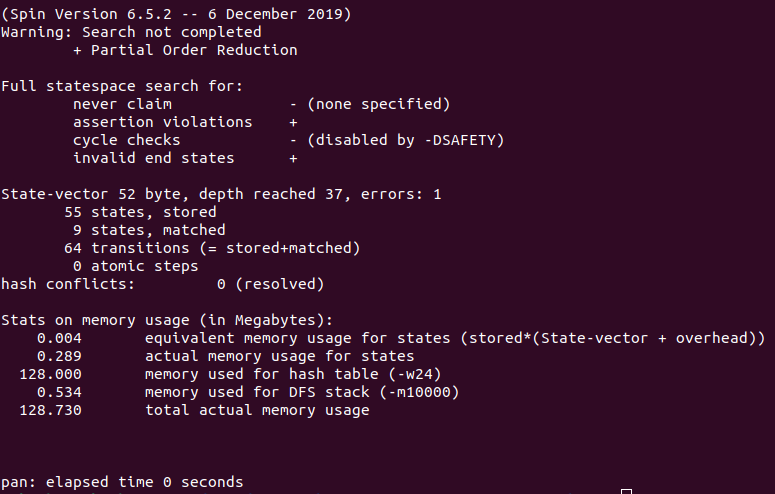 (Spin Version 6.5.2 -- 6 December 2019)
Warning: Search not completed
        + Partial Order Reduction

Full statespace search for:
        never claim             - (none specified)
        assertion violations    +
        cycle checks            - (disabled by -DSAFETY)
        invalid end states      +

State-vector 52 byte, depth reached 37, errors: 1
       55 states, stored
        9 states, matched
       64 transitions (= stored+matched)
        0 atomic steps
hash conflicts:         0 (resolved)

Stats on memory usage (in Megabytes):
    0.004       equivalent memory usage for states (stored*(State-vector + overhead))
    0.289       actual memory usage for states
  128.000       memory used for hash table (-w24)
    0.534       memory used for DFS stack (-m10000)
  128.730       total actual memory usage

pan: elapsed time 0 seconds